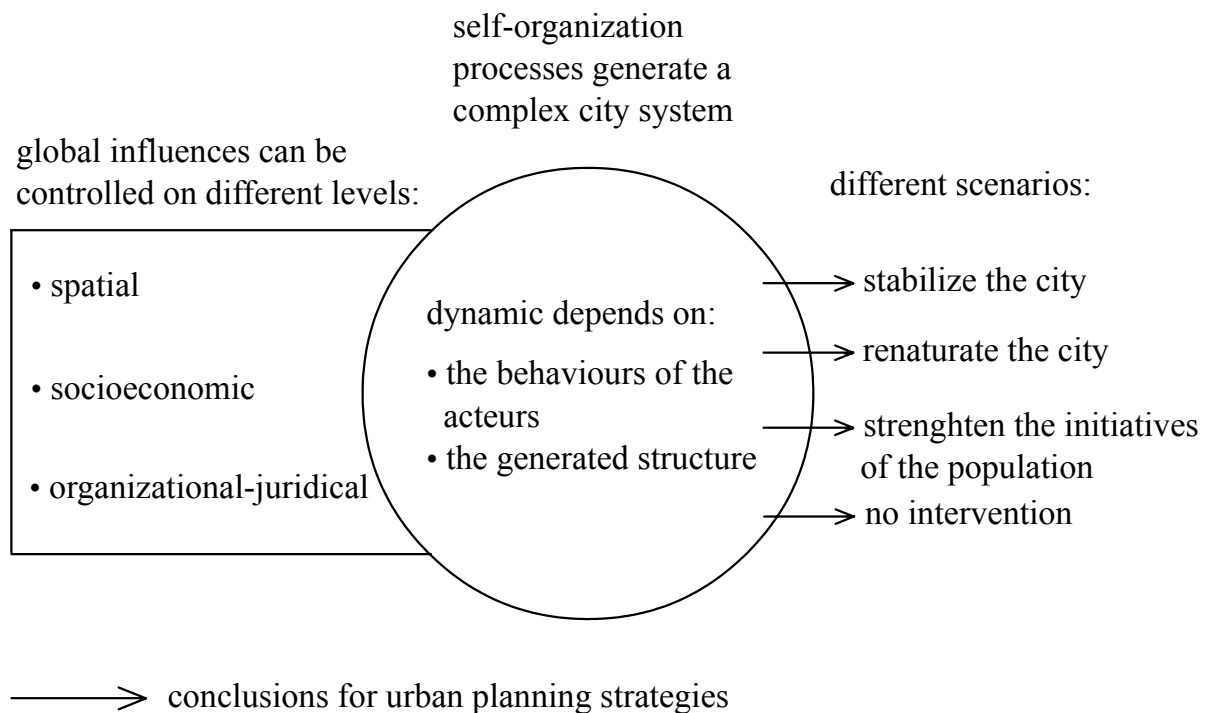 self-organization
processes generate a
complex city system
global influences can be
controlled on different levels:
• spatial
• socioeconomic
• organizational-juridical
dynamic depends on:
• the behaviours of the
acteurs
• the generated structure
different scenarios:
stabilize the city
renaturate the city
strenghten the initiatives
of the population
no intervention
conclusions for urban planning strategies